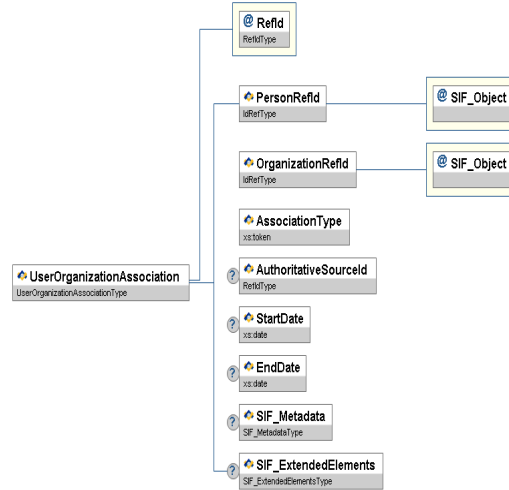 @ RefId
RefIdType
PersonRefId
IdRefType
@ SIF_Object
OrganizationRefId
IdRefType
@ SIF_Object
AssociationType
xs:token
UserOrganizationAssociation
UserOrganizationAssociationType
? AuthoritativeSourceId
RefIdType
? StartDate
xs:date
? EndDate
xs:date
? SIF_Metadata
SIF_MetadataType
? SIF_ExtendedElements
SIF_ExtendedElementsType